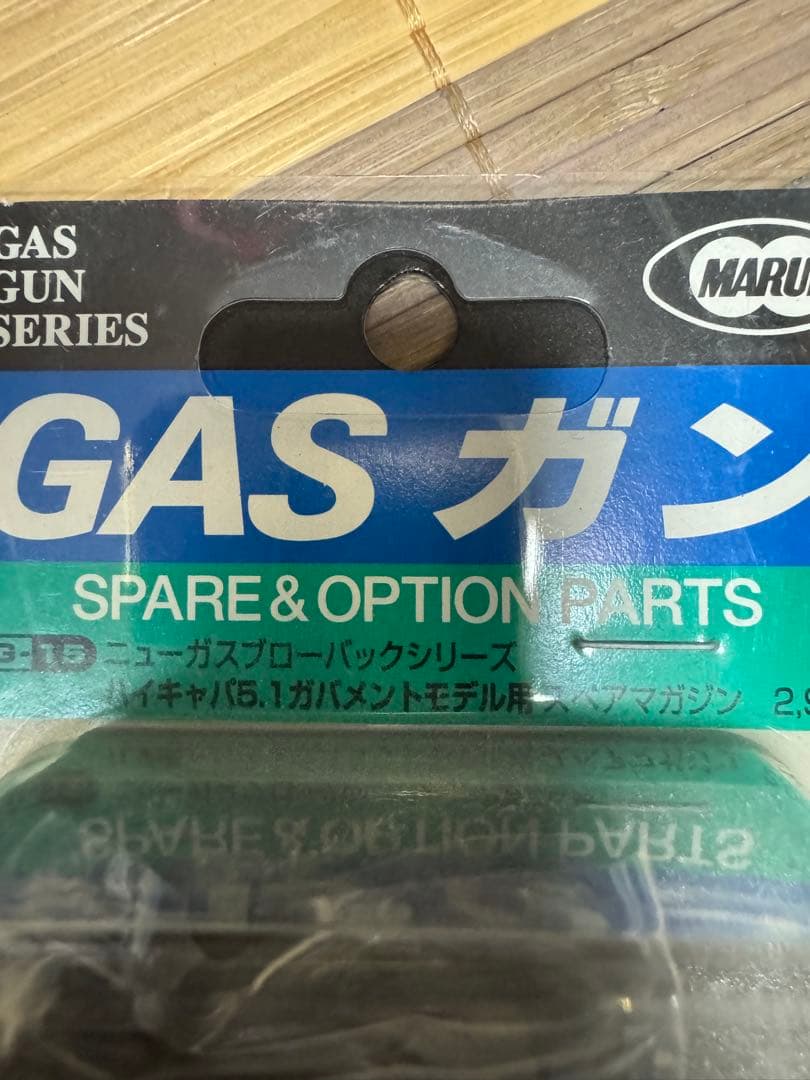 GAS
GUN
SERIES
MARUI
GAS ガン
SPARE & OPTION PARTS
ニューガスブローバックシリーズ
ハイキャパ5.1ガバメントモデル用 スペアマガジン